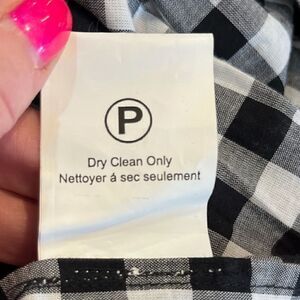 P
Dry Clean Only
Nettoyer á sec seulement